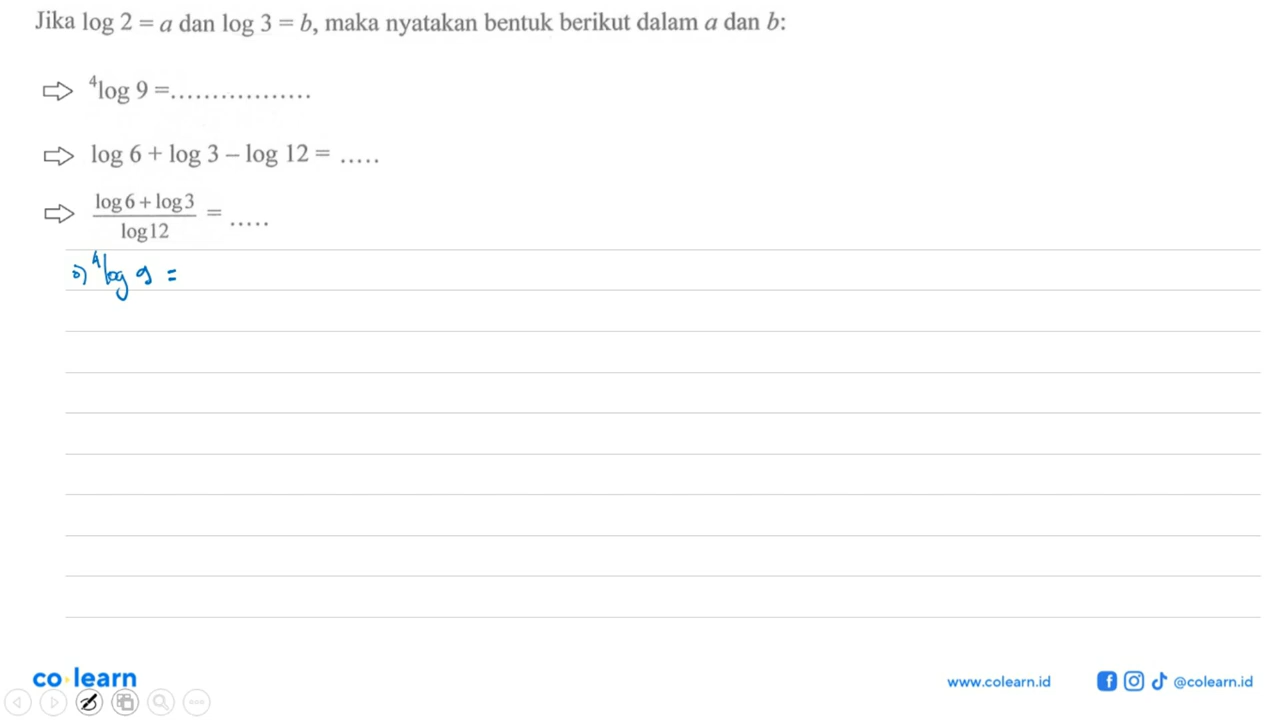 Jika log 2 = a dan log 3 = b, maka nyatakan bentuk berikut dalam a dan b:
⇨ ⁴log 9 =.................
⇨ log 6 + log 3 – log 12 = .....
⇨ (log 6 + log 3)/(log 12) = .....
⁴log 9 =
co·learn
www.colearn.id
@colearn.id